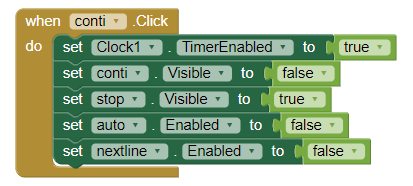 when conti .Click
do set Clock1 . TimerEnabled to true
set conti . Visible to false
set stop . Visible to true
set auto . Enabled to false
set nextline . Enabled to false